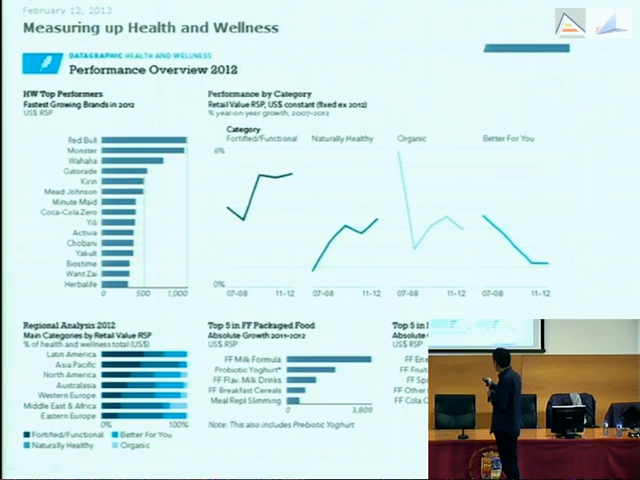 February 12, 2013
Measuring up Health and Wellness
DATAGRAPHIC HEALTH AND WELLNESS
Performance Overview 2012
HW Top Performers
Fastest Growing Brands in 2012
US$ RSP
Red Bull
Monster
Wahaha
Gatorade
Kirin
Mead Johnson
Minute Maid
Coca-Cola Zero
Yili
Activia
Chobani
Yakult
Biostime
Want Zai
Herbalife
0 500 1,000
Performance by Category
Retail Value RSP, US$ constant (fixed ex 2012)
% year-on year growth, 2007-2012
Category
Fortified/Functional Naturally Healthy Organic Better For You
6%
0%
07-08 11-12 07-08 11-12 07-08 11-12 07-08 11-12
Regional Analysis 2012
Main Categories by Retail Value RSP
% of health and wellness total (US$)
Latin America
Asia Pacific
North America
Australasia
Western Europe
Middle East & Africa
Eastern Europe
0% 100%
Fortified/Functional Better For You
Naturally Healthy Organic
Top 5 in FF Packaged Food
Absolute Growth 2011-2012
US$ RSP
FF Milk Formula
Probiotic Yoghurt*
FF Flav. Milk Drinks
FF Breakfast Cereals
Meal Repl Slimming
0 3,800
Note: This also includes Prebiotic Yoghurt
Top 5 in
Absolute
US$ RSP
FF
FF
FF
FF Other
FF Cola